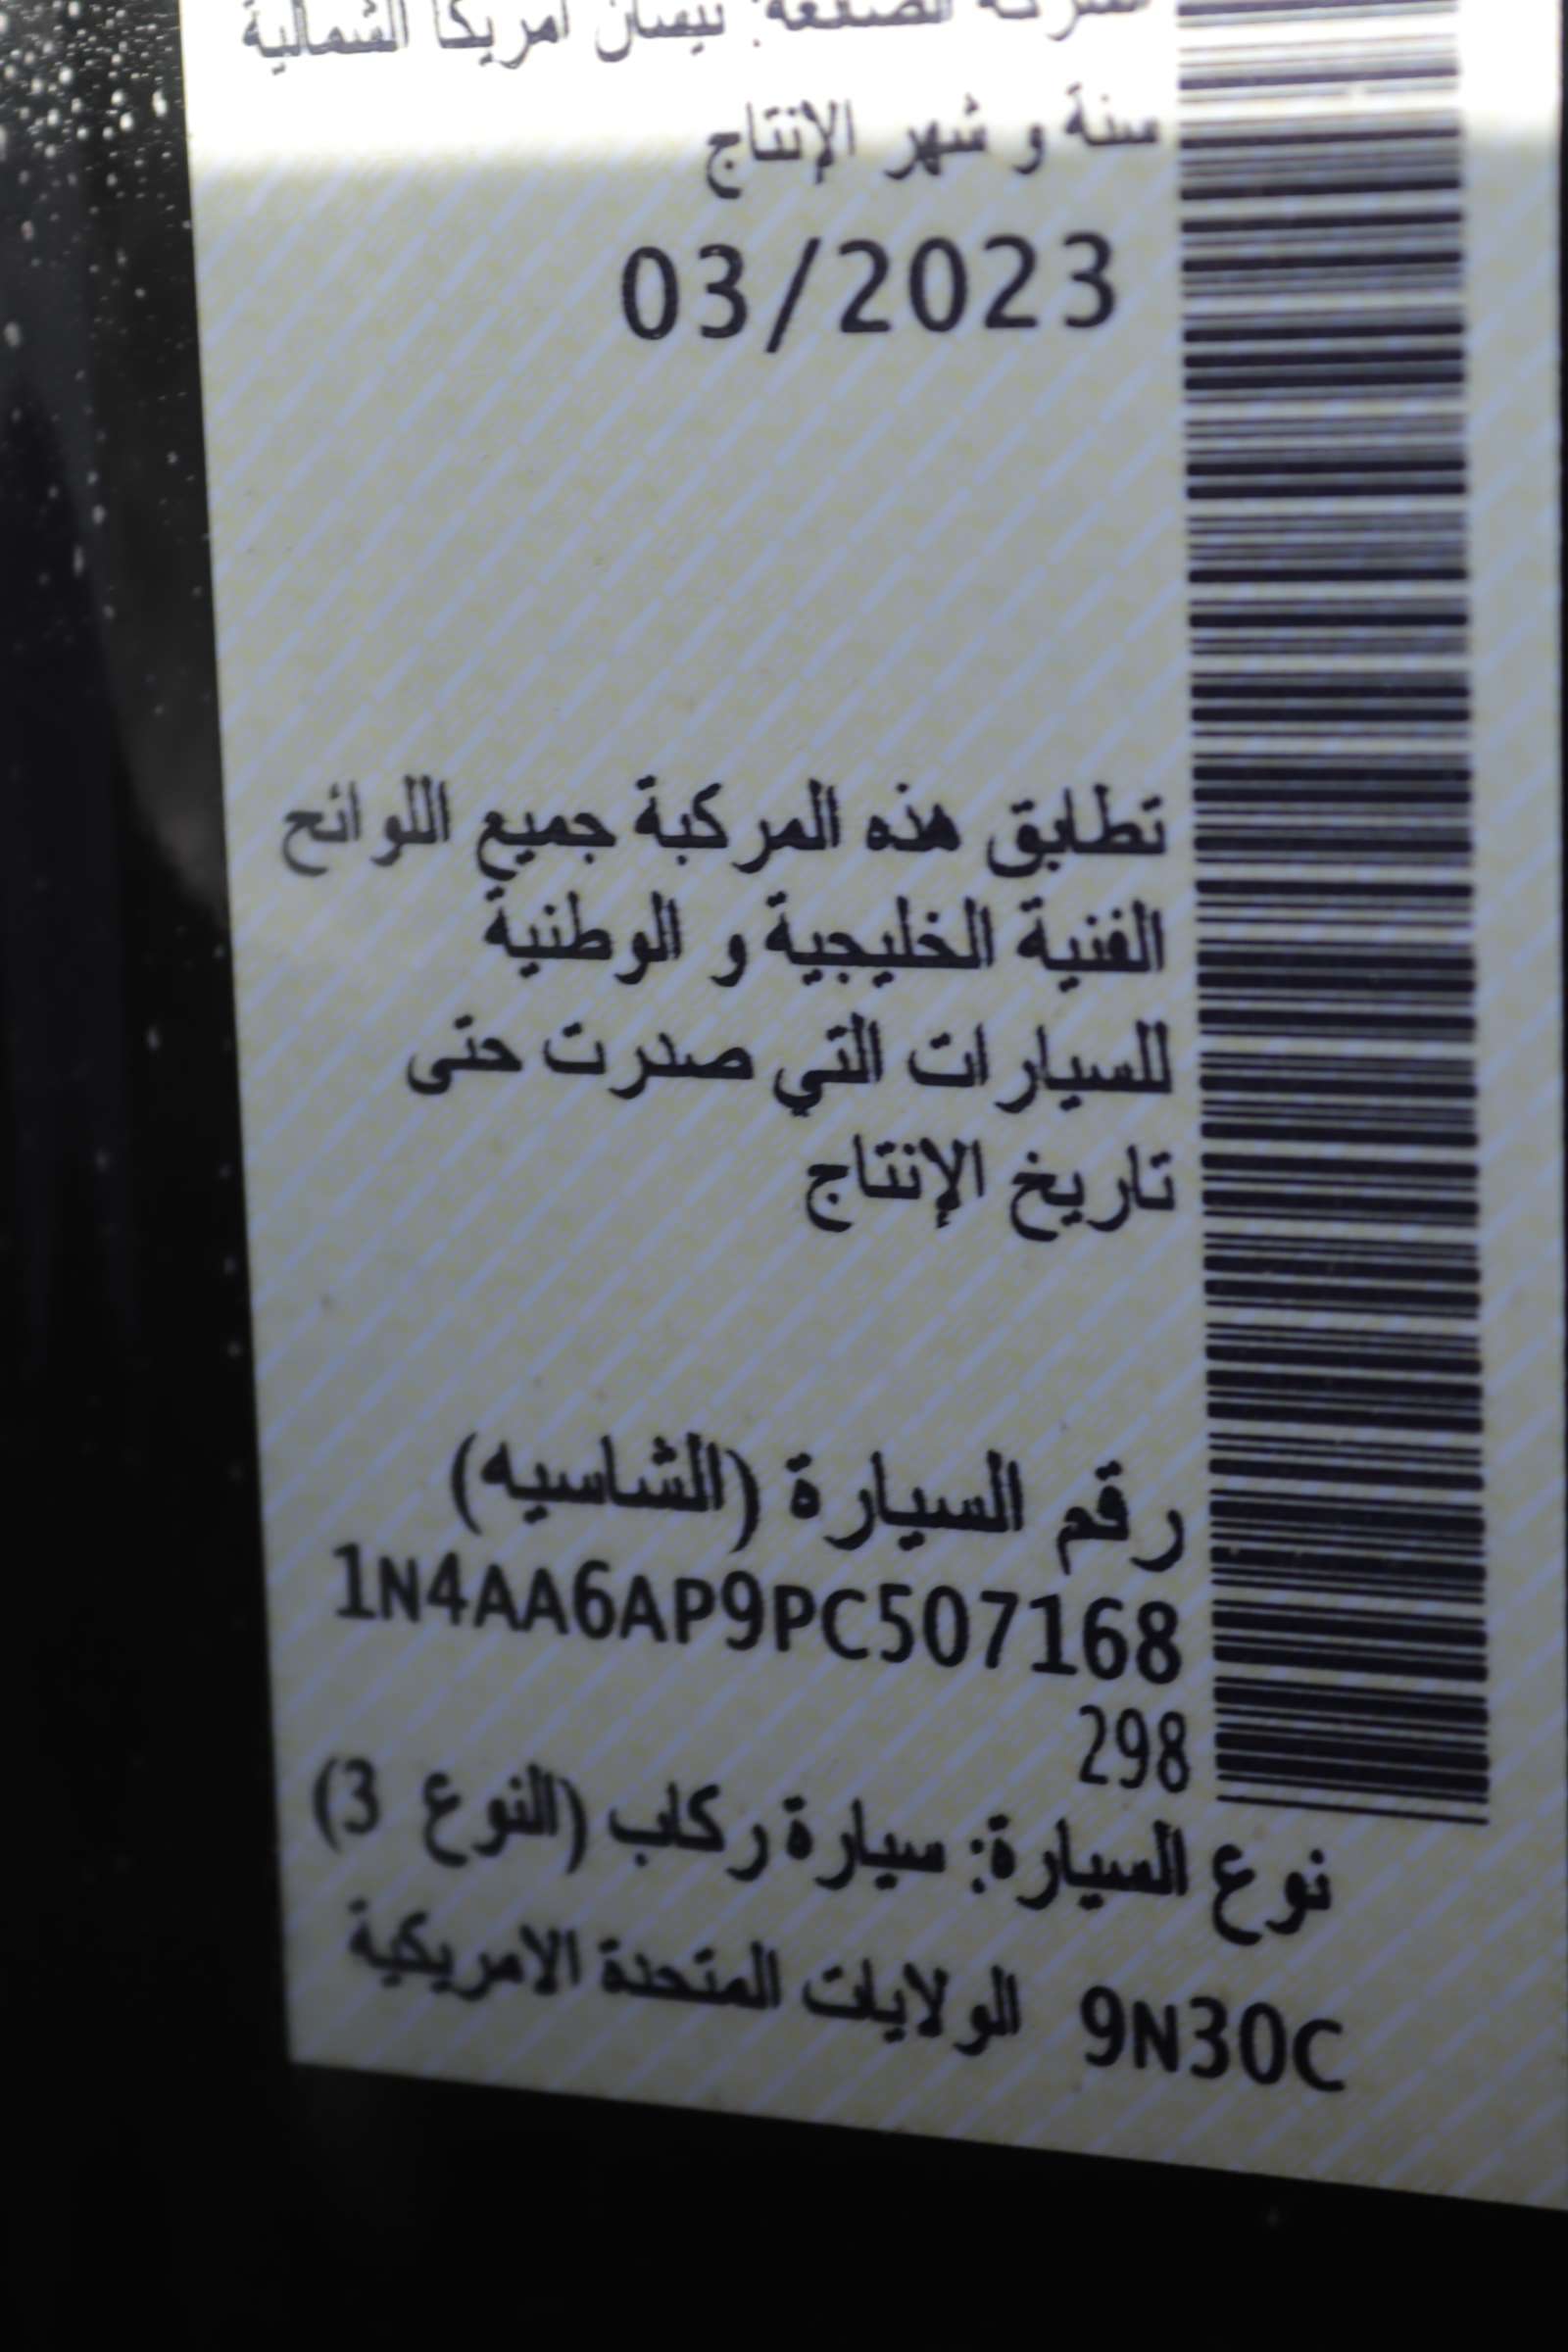 الشركة الصانعة: نيسان امريكا الشمالية
سنة و شهر الإنتاج
03/2023
تطابق هذه المركبة جميع اللوائح
الفنية الخليجية و الوطنية
للسيارات التي صدرت حتى
تاريخ الإنتاج
رقم السيارة (الشاسيه)
1N4AA6AP9PC507168
298
نوع السيارة: سيارة ركاب (النوع 3)
9N30C الولايات المتحدة الامريكية